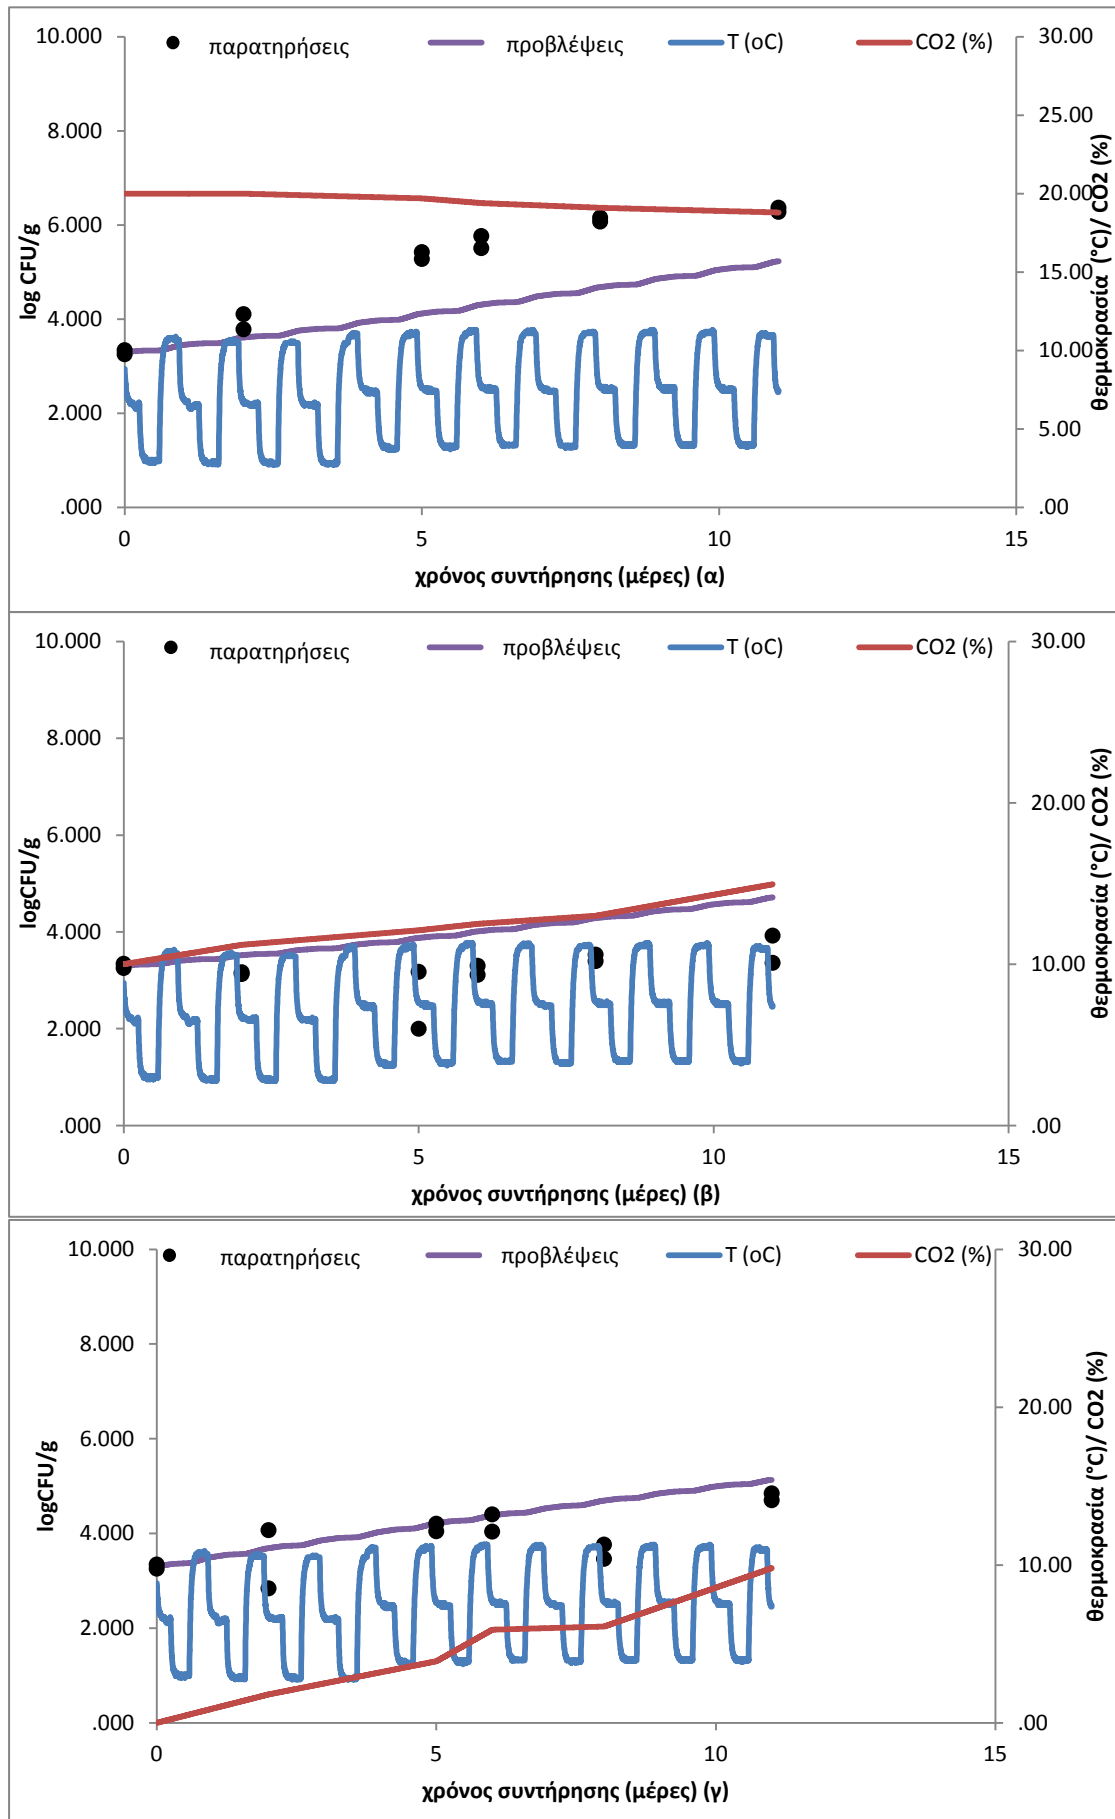 παρατηρήσεις προβλέψεις T (oC) CO2 (%)
10.000
8.000
6.000
4.000
2.000
.000
log CFU/g
30.00
25.00
20.00
15.00
10.00
5.00
.00
θερμοκρασία (°C)/ CO2 (%)
0 5 10 15
χρόνος συντήρησης (μέρες) (α)
παρατηρήσεις προβλέψεις T (oC) CO2 (%)
10.000
8.000
6.000
4.000
2.000
.000
logCFU/g
30.00
20.00
10.00
.00
θερμοκρασία (°C)/ CO2 (%)
0 5 10 15
χρόνος συντήρησης (μέρες) (β)
παρατηρήσεις προβλέψεις T (oC) CO2 (%)
10.000
8.000
6.000
4.000
2.000
.000
logCFU/g
30.00
20.00
10.00
.00
θερμοκρασία (°C)/ CO2 (%)
0 5 10 15
χρόνος συντήρησης (μέρες) (γ)